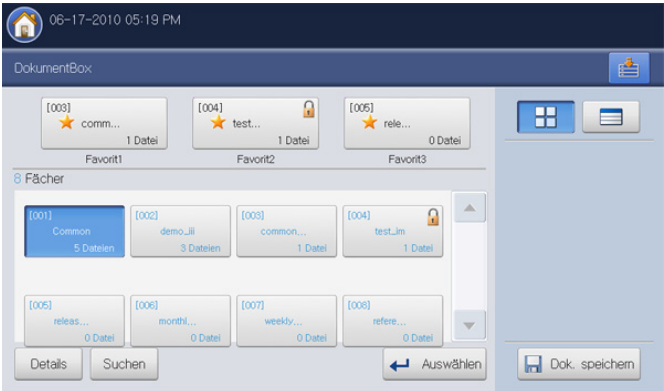 06-17-2010 05:19 PM
DokumentBox
[003]
comm...
1 Datei
Favorit1
[004]
test...
1 Datei
Favorit2
[005]
rele...
0 Datei
Favorit3
8 Fächer
[001]
Common
5 Dateien
[002]
demo_iii
3 Dateien
[003]
common...
1 Datei
[004]
test_im
1 Datei
[005]
releas...
0 Datei
[006]
monthl...
0 Datei
[007]
weekly...
0 Datei
[008]
refere...
0 Datei
Details
Suchen
Auswählen
Dok. speichern